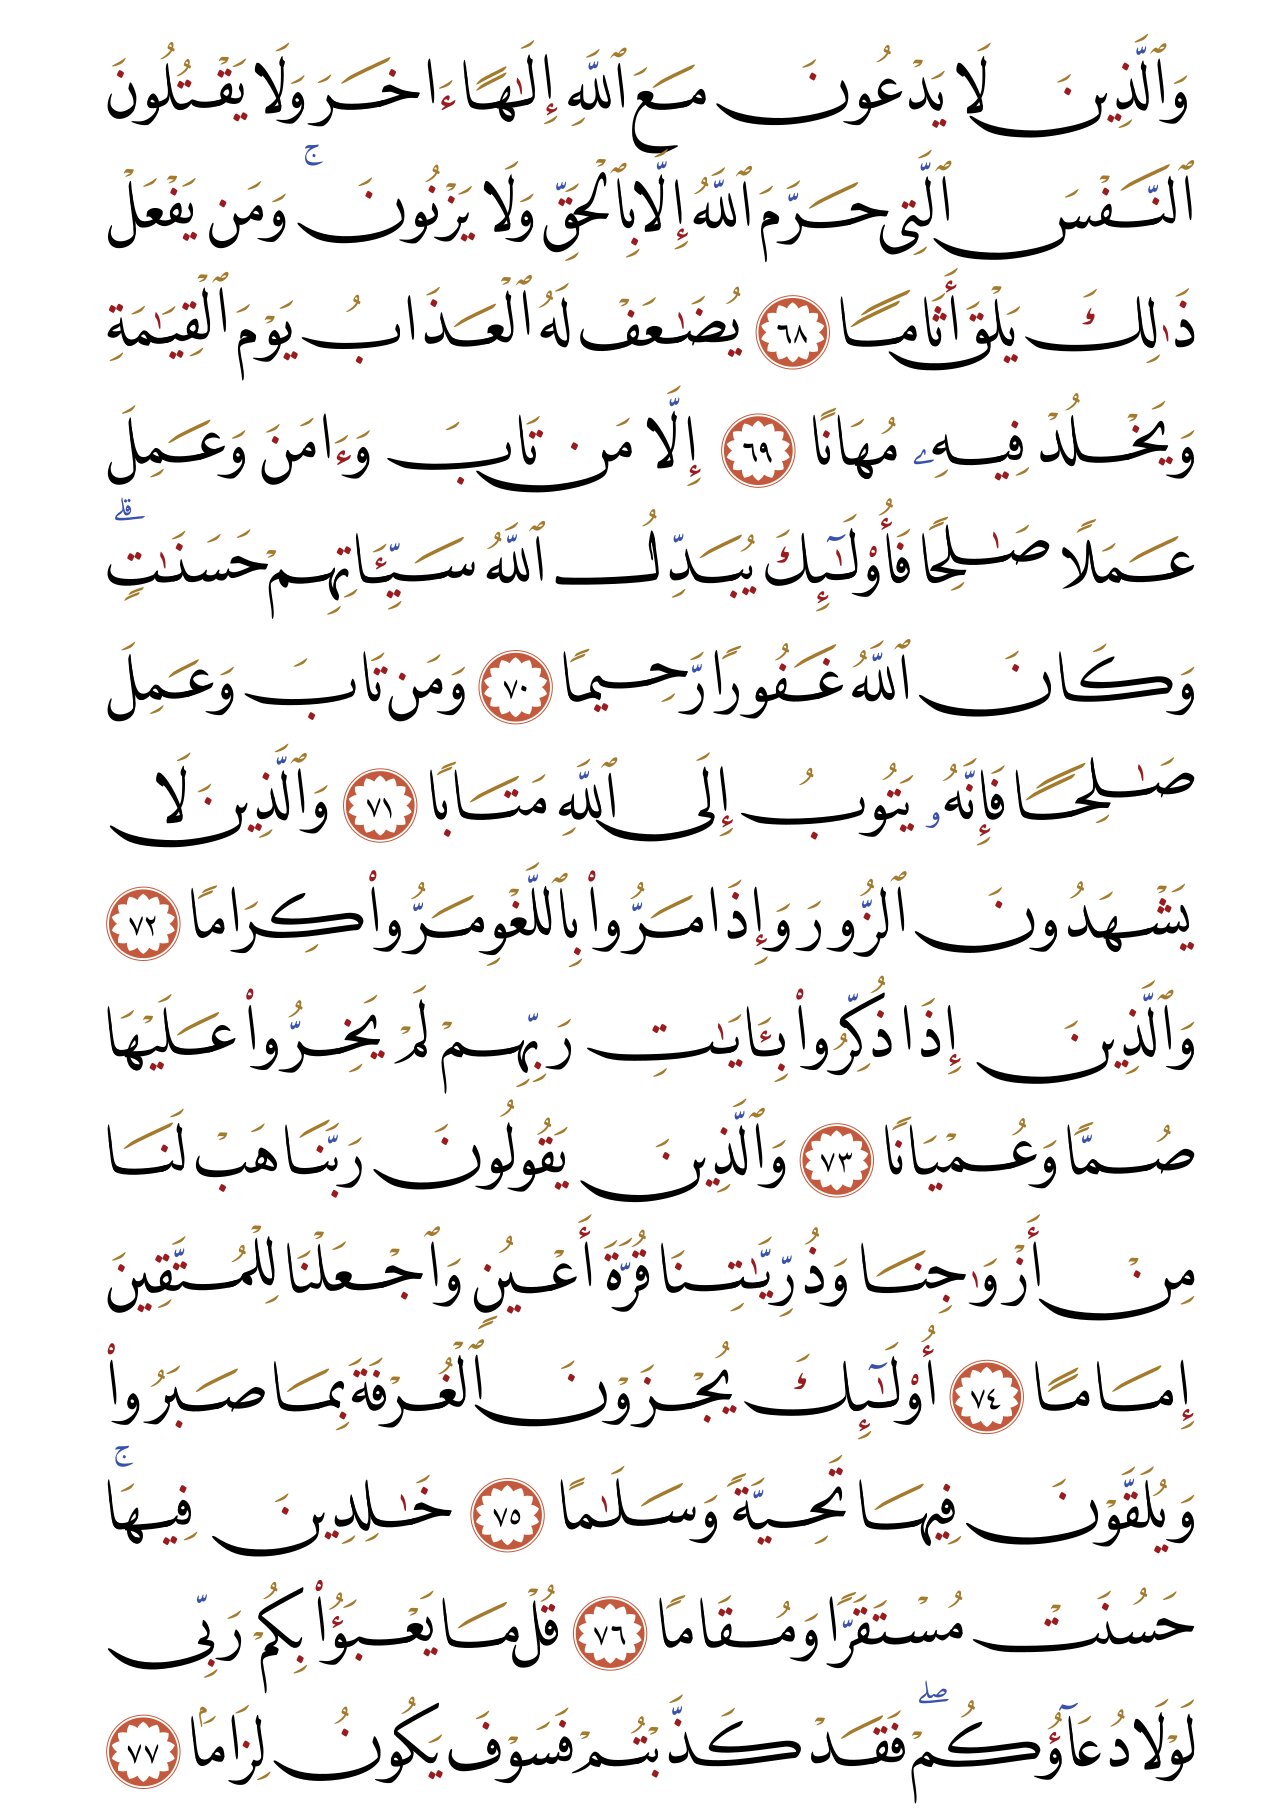 وَٱلَّذِينَ لَا يَدْعُونَ مَعَ ٱللَّهِ إِلَـٰهًا ءَاخَرَ وَلَا يَقْتُلُونَ
ٱلنَّفْسَ ٱلَّتِى حَرَّمَ ٱللَّهُ إِلَّا بِٱلْحَقِّ وَلَا يَزْنُونَ ۚ وَمَن يَفْعَلْ
ذَٰلِكَ يَلْقَ أَثَامًا ٦٨ يُضَـٰعَفْ لَهُ ٱلْعَذَابُ يَوْمَ ٱلْقِيَـٰمَةِ
وَيَخْلُدْ فِيهِۦ مُهَانًا ٦٩ إِلَّا مَن تَابَ وَءَامَنَ وَعَمِلَ
عَمَلًا صَـٰلِحًا فَأُو۟لَـٰٓئِكَ يُبَدِّلُ ٱللَّهُ سَيِّـَٔاتِهِمْ حَسَنَـٰتٍ ۗ
وَكَانَ ٱللَّهُ غَفُورًا رَّحِيمًا ٧٠ وَمَن تَابَ وَعَمِلَ
صَـٰلِحًا فَإِنَّهُۥ يَتُوبُ إِلَى ٱللَّهِ مَتَابًا ٧١ وَٱلَّذِينَ لَا
يَشْهَدُونَ ٱلزُّورَ وَإِذَا مَرُّوا۟ بِٱللَّغْوِ مَرُّوا۟ كِرَامًا ٧٢
وَٱلَّذِينَ إِذَا ذُكِّرُوا۟ بِـَٔايَـٰتِ رَبِّهِمْ لَمْ يَخِرُّوا۟ عَلَيْهَا
صُمًّا وَعُمْيَانًا ٧٣ وَٱلَّذِينَ يَقُولُونَ رَبَّنَا هَبْ لَنَا
مِنْ أَزْوَٰجِنَا وَذُرِّيَّـٰتِنَا قُرَّةَ أَعْيُنٍ وَٱجْعَلْنَا لِلْمُتَّقِينَ
إِمَامًا ٧٤ أُو۟لَـٰٓئِكَ يُجْزَوْنَ ٱلْغُرْفَةَ بِمَا صَبَرُوا۟
وَيُلَقَّوْنَ فِيهَا تَحِيَّةً وَسَلَـٰمًا ٧٥ خَـٰلِدِينَ فِيهَا ۚ
حَسُنَتْ مُسْتَقَرًّا وَمُقَامًا ٧٦ قُلْ مَا يَعْبَؤُا۟ بِكُمْ رَبِّى
لَوْلَا دُعَآؤُكُمْ ۖ فَقَدْ كَذَّبْتُمْ فَسَوْفَ يَكُونُ لِزَامًۢا ٧٧